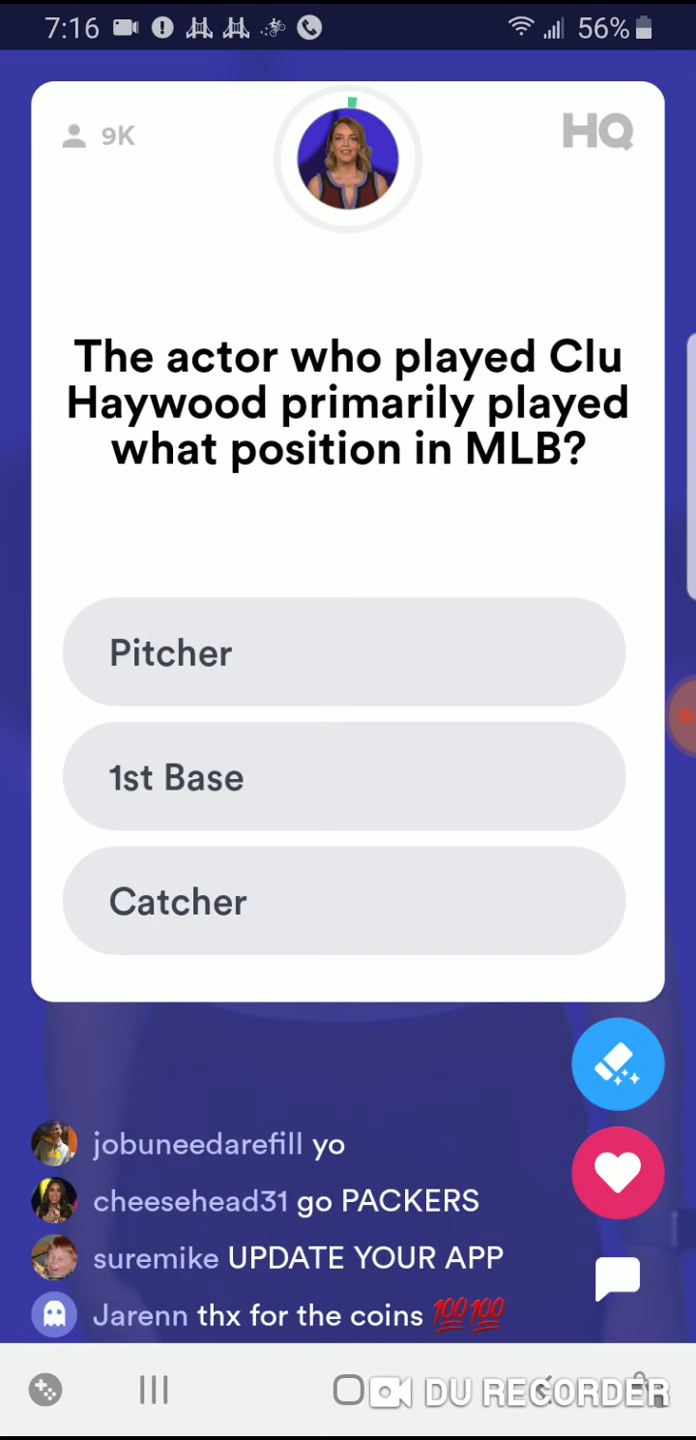 7:16 56%
9K HQ
The actor who played Clu
Haywood primarily played
what position in MLB?
Pitcher
1st Base
Catcher
jobuneedarefill yo
cheesehead31 go PACKERS
suremike UPDATE YOUR APP
Jarenn thx for the coins 💯💯
DU RECORDER